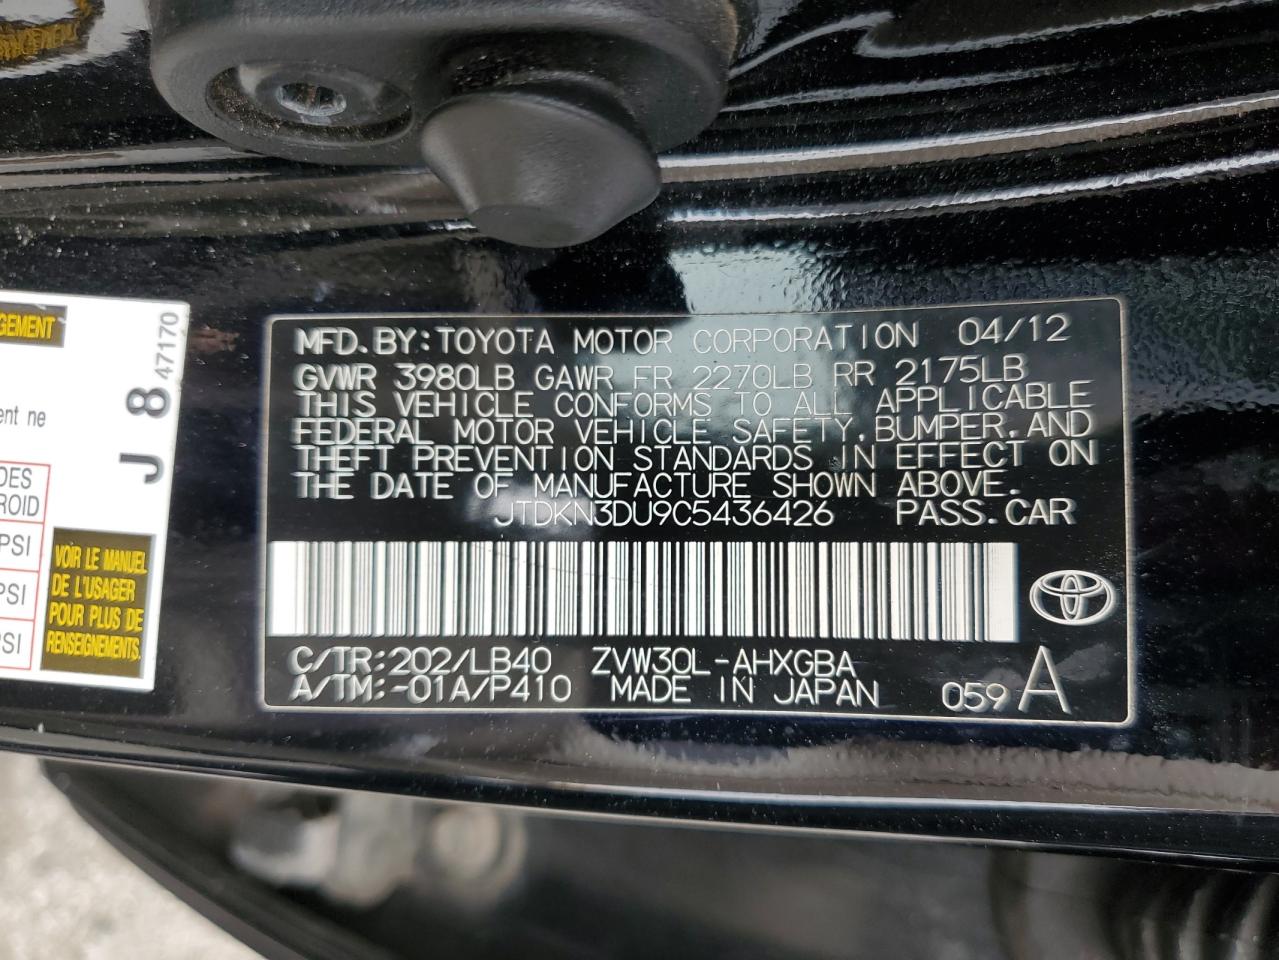 MFD. BY: TOYOTA MOTOR CORPORATION 04/12
GVWR 3980LB GAWR FR 2270LB RR 2175LB
THIS VEHICLE CONFORMS TO ALL APPLICABLE
FEDERAL MOTOR VEHICLE SAFETY, BUMPER, AND
THEFT PREVENTION STANDARDS IN EFFECT ON
THE DATE OF MANUFACTURE SHOWN ABOVE.
JTDKN3DU9C5436426 PASS. CAR
C/TR: 202/LB40 ZVW30L-AHXGBA
A/TM: -01A/P410 MADE IN JAPAN 059 A
GEMENT
ent ne
DES
ROID
PSI
PSI
PSI
J 8 47170
VOIR LE MANUEL
DE L'USAGER
POUR PLUS DE
RENSEIGNEMENTS.